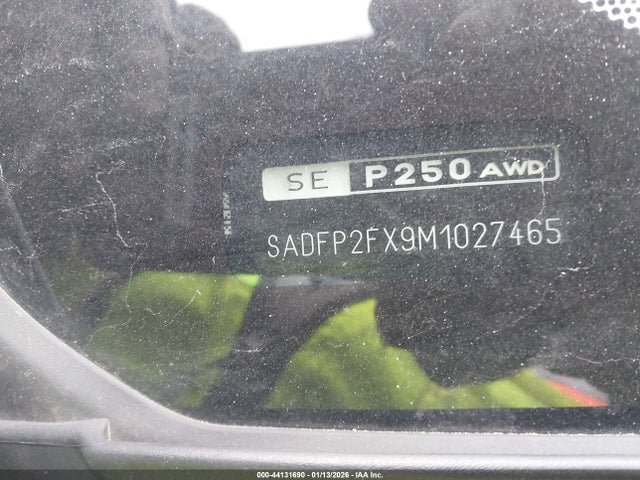 SE P250 AWD
SADFP2FX9M1027465
000-44131690 - 01/13/2026 - IAA Inc.